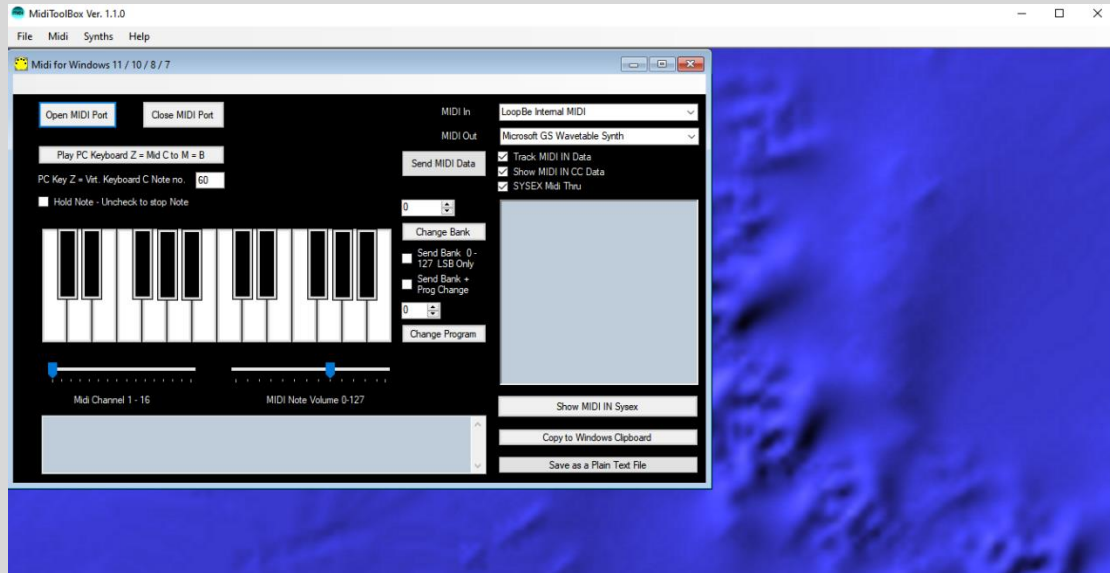 MidiToolBox Ver. 1.1.0
File Midi Synths Help
Midi for Windows 11 / 10 / 8 / 7
Open MIDI Port
Close MIDI Port
MIDI In
LoopBe Internal MIDI
MIDI Out
Microsoft GS Wavetable Synth
Play PC Keyboard Z = Mid C to M = B
Send MIDI Data
Track MIDI IN Data
Show MIDI IN CC Data
SYSEX Midi Thru
PC Key Z = Virt. Keyboard C Note no. 60
Hold Note - Uncheck to stop Note
0
Change Bank
Send Bank 0 -
127 LSB Only
Send Bank +
Prog Change
0
Change Program
Midi Channel 1 - 16
MIDI Note Volume 0-127
Show MIDI IN Sysex
Copy to Windows Clipboard
Save as a Plain Text File